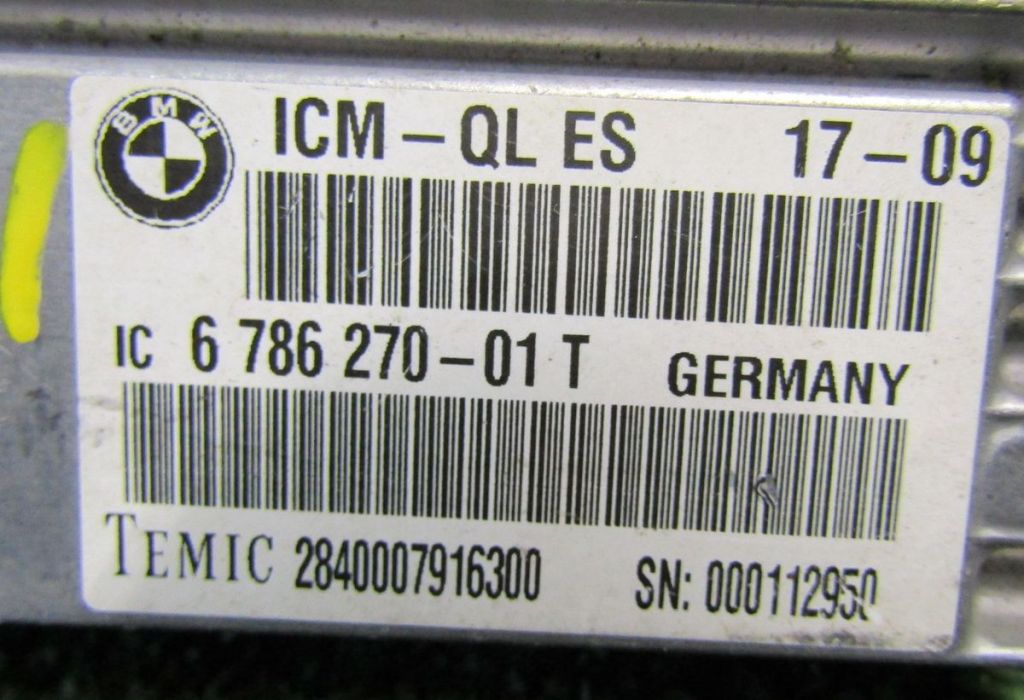 BMW
ICM – QL ES 17 – 09
IC 6 786 270 – 01 T GERMANY
TEMIC 2840007916300 SN: 000112950